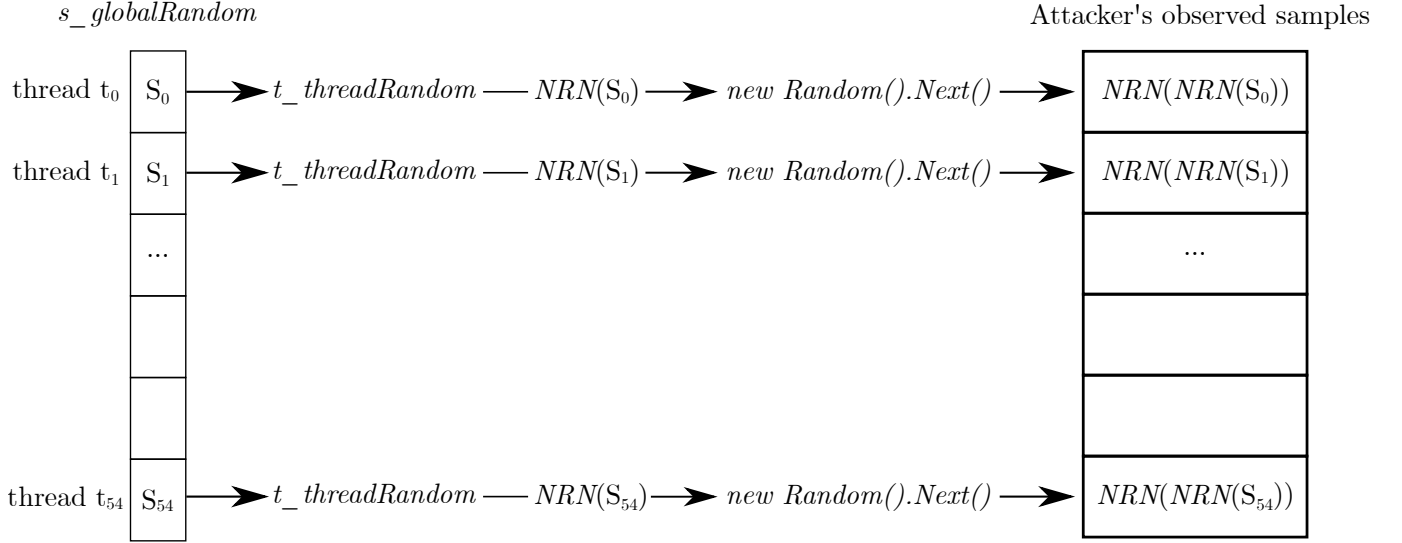 s_globalRandom Attacker's observed samples
thread t₀ S₀ t_threadRandom NRN(S₀) new Random().Next() NRN(NRN(S₀))
thread t₁ S₁ t_threadRandom NRN(S₁) new Random().Next() NRN(NRN(S₁))
... ...
thread t₅₄ S₅₄ t_threadRandom NRN(S₅₄) new Random().Next() NRN(NRN(S₅₄))